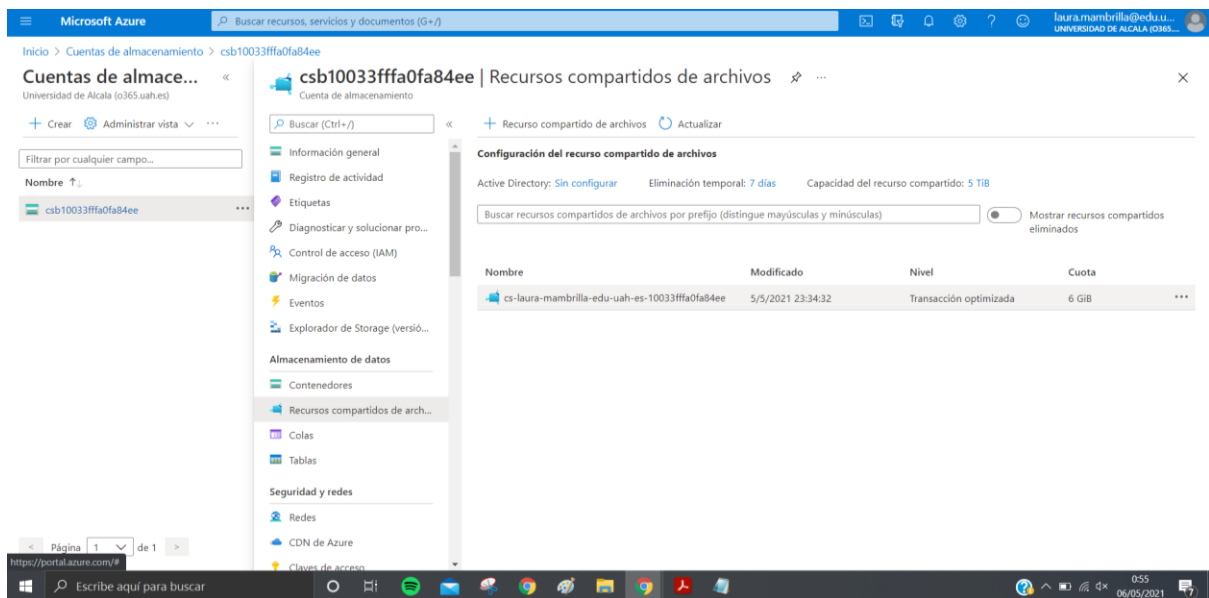 Microsoft Azure
Buscar recursos, servicios y documentos (G+/)
laura.mambrilla@edu.u...
UNIVERSIDAD DE ALCALA (O365....
Inicio > Cuentas de almacenamiento > csb10033fffa0fa84ee
Cuentas de almace...
Universidad de Alcala (o365.uah.es)
+ Crear
Administrar vista
...
Filtrar por cualquier campo...
Nombre ↑↓
csb10033fffa0fa84ee
...
< Página 1 de 1 >
https://portal.azure.com/#
csb10033fffa0fa84ee | Recursos compartidos de archivos
...
Cuenta de almacenamiento
Buscar (Ctrl+/)
«
Información general
Registro de actividad
Etiquetas
Diagnosticar y solucionar pro...
Control de acceso (IAM)
Migración de datos
Eventos
Explorador de Storage (versió...
Almacenamiento de datos
Contenedores
Recursos compartidos de arch...
Colas
Tablas
Seguridad y redes
Redes
CDN de Azure
Claves de acceso
+ Recurso compartido de archivos
Actualizar
Configuración del recurso compartido de archivos
Active Directory: Sin configurar
Eliminación temporal: 7 días
Capacidad del recurso compartido: 5 TiB
Buscar recursos compartidos de archivos por prefijo (distingue mayúsculas y minúsculas)
Mostrar recursos compartidos
eliminados
Nombre Modificado Nivel Cuota
cs-laura-mambrilla-edu-uah-es-10033fffa0fa84ee 5/5/2021 23:34:32 Transacción optimizada 6 GiB ...
Escribe aquí para buscar
0:55
06/05/2021